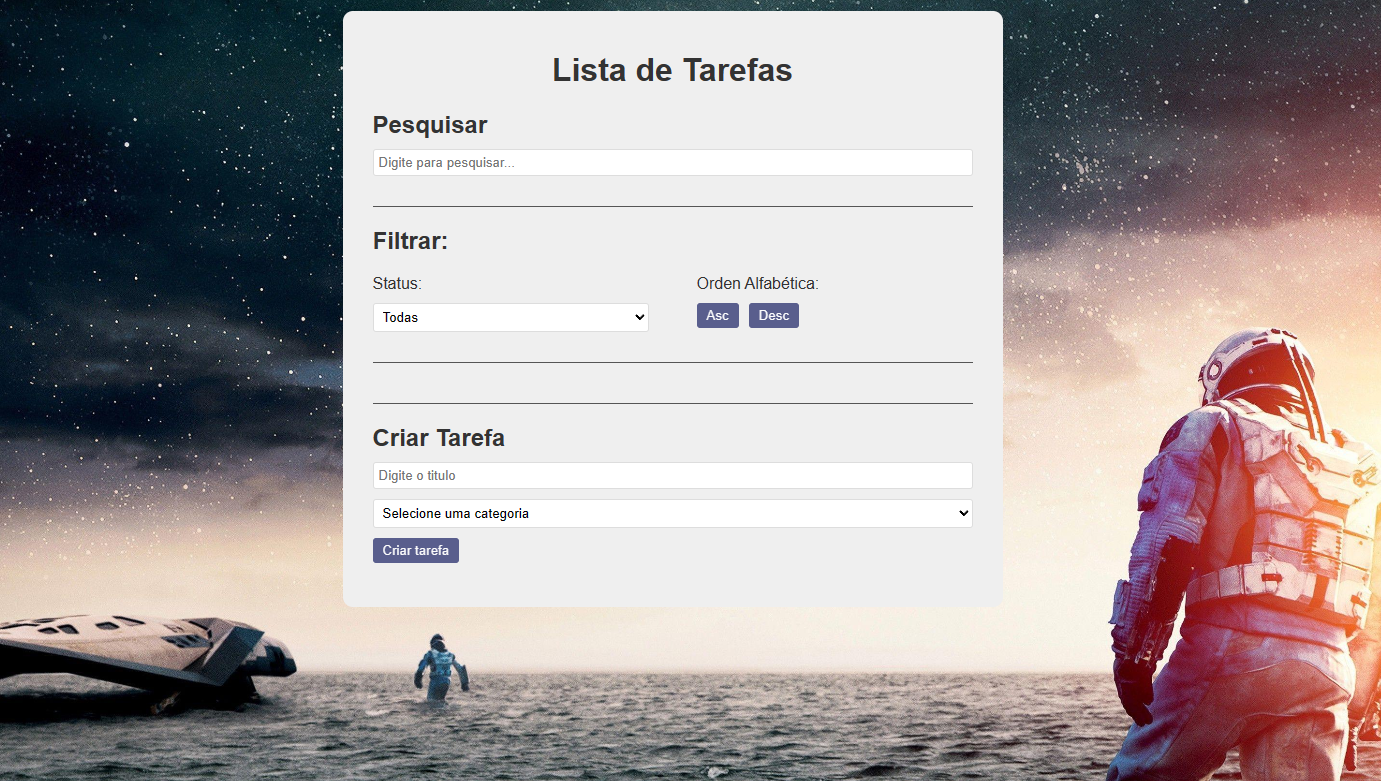 Lista de Tarefas
Pesquisar
Digite para pesquisar...
Filtrar:
Status:
Orden Alfabética:
Todas
Asc
Desc
Criar Tarefa
Digite o titulo
Selecione uma categoria
Criar tarefa